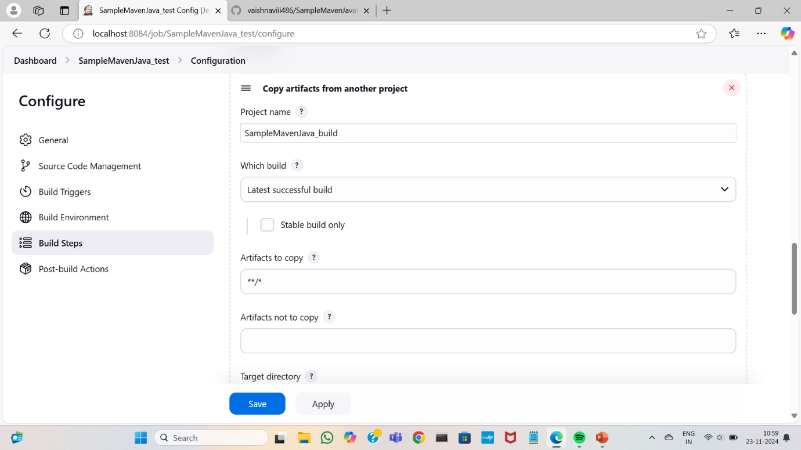 SampleMavenJava_test Config [Je
vaishnaviii486/SampleMavenJava
localhost:8084/job/SampleMavenJava_test/configure
Dashboard > SampleMavenJava_test > Configuration
Configure
General
Source Code Management
Build Triggers
Build Environment
Build Steps
Post-build Actions
Copy artifacts from another project
Project name ?
SampleMavenJava_build
Which build ?
Latest successful build
Stable build only
Artifacts to copy ?
**/*
Artifacts not to copy ?
Target directory ?
Save
Apply
Search
ENG
IN
10:59
23-11-2024